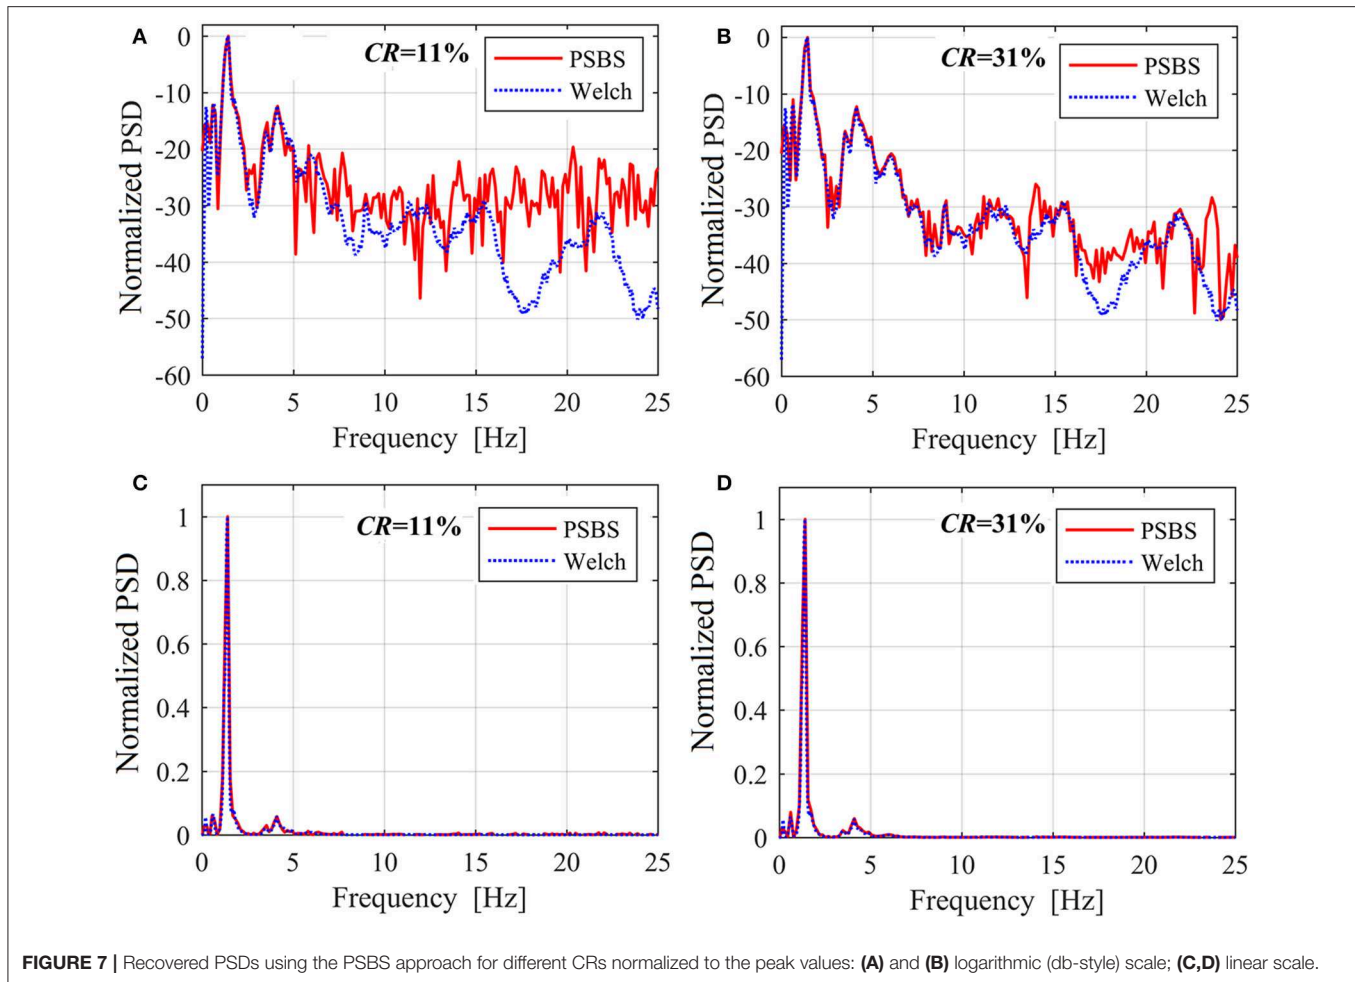 A
CR=11%
PSBS
Welch
Normalized PSD
0
-10
-20
-30
-40
-50
-60
0 5 10 15 20 25
Frequency [Hz]
B
CR=31%
PSBS
Welch
Normalized PSD
0
-10
-20
-30
-40
-50
-60
0 5 10 15 20 25
Frequency [Hz]
C
CR=11%
PSBS
Welch
Normalized PSD
1
0.8
0.6
0.4
0.2
0
0 5 10 15 20 25
Frequency [Hz]
D
CR=31%
PSBS
Welch
Normalized PSD
1
0.8
0.6
0.4
0.2
0
0 5 10 15 20 25
Frequency [Hz]
FIGURE 7 | Recovered PSDs using the PSBS approach for different CRs normalized to the peak values: (A) and (B) logarithmic (db-style) scale; (C,D) linear scale.